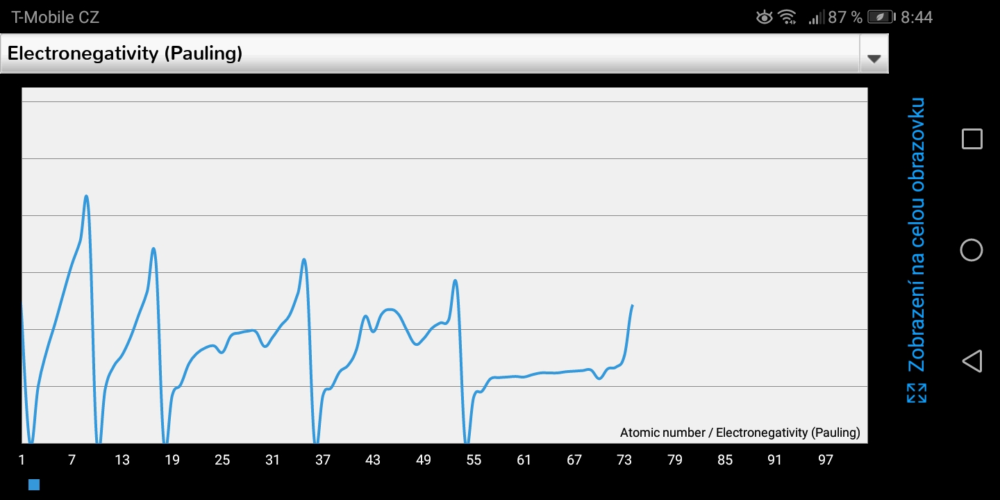 T-Mobile CZ
87 %
8:44
Electronegativity (Pauling)
Zobrazení na celou obrazovku
Atomic number / Electronegativity (Pauling)
1 7 13 19 25 31 37 43 49 55 61 67 73 79 85 91 97